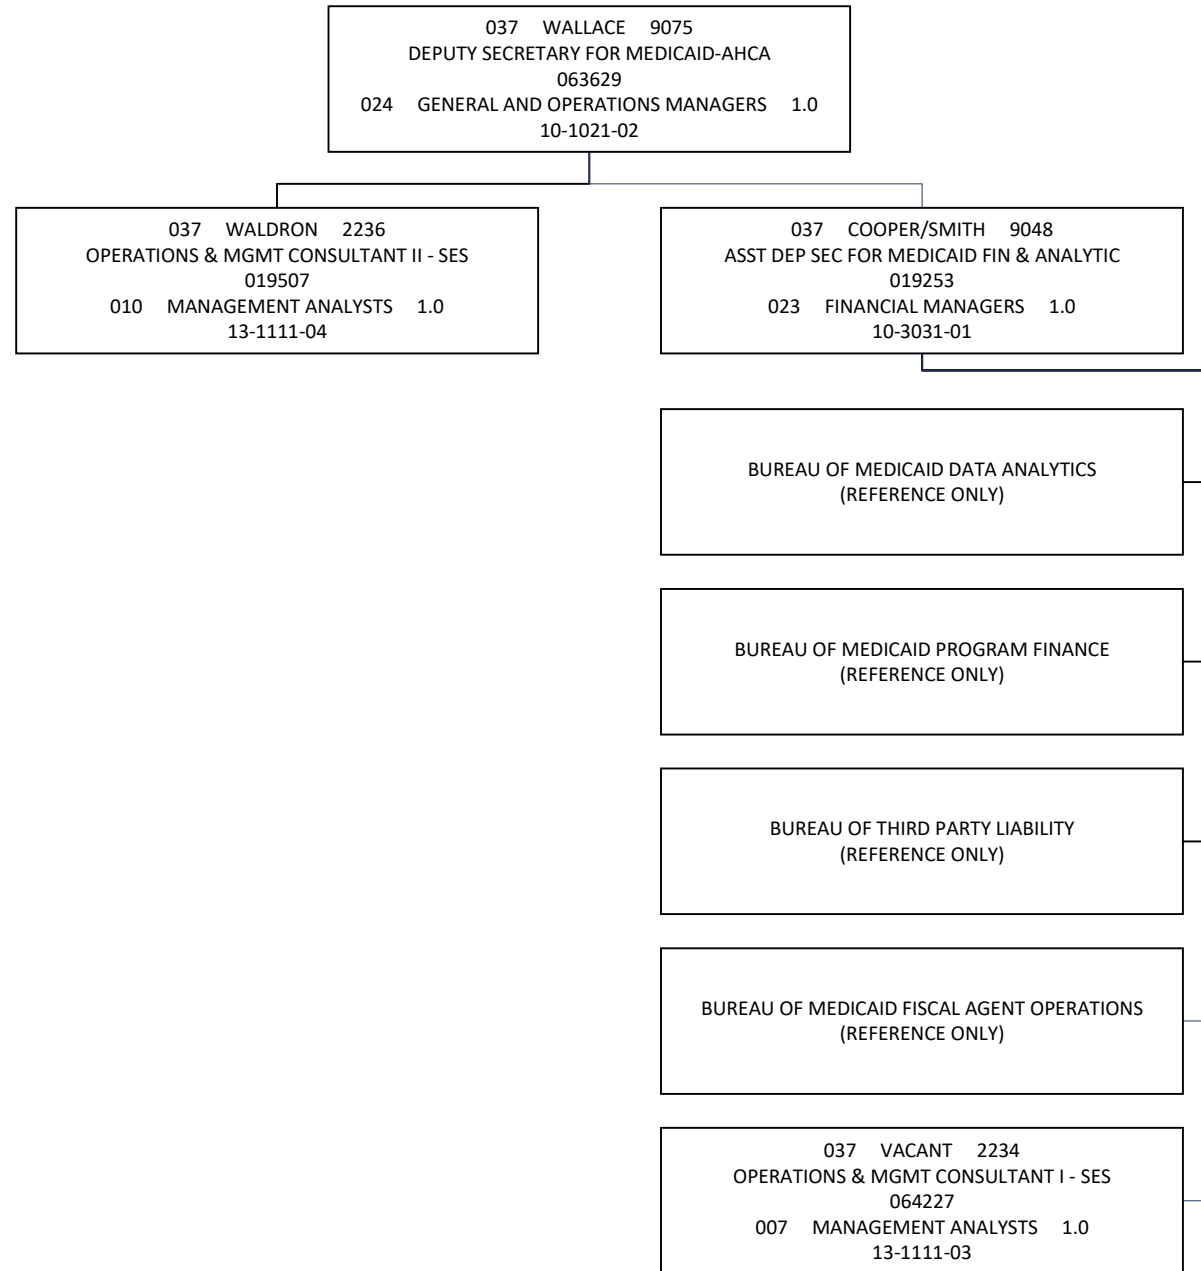 037 WALLACE 9075
DEPUTY SECRETARY FOR MEDICAID-AHCA
063629
024 GENERAL AND OPERATIONS MANAGERS 1.0
10-1021-02
037 WALDRON 2236
OPERATIONS & MGMT CONSULTANT II - SES
019507
010 MANAGEMENT ANALYSTS 1.0
13-1111-04
037 COOPER/SMITH 9048
ASST DEP SEC FOR MEDICAID FIN & ANALYTIC
019253
023 FINANCIAL MANAGERS 1.0
10-3031-01
BUREAU OF MEDICAID DATA ANALYTICS
(REFERENCE ONLY)
BUREAU OF MEDICAID PROGRAM FINANCE
(REFERENCE ONLY)
BUREAU OF THIRD PARTY LIABILITY
(REFERENCE ONLY)
BUREAU OF MEDICAID FISCAL AGENT OPERATIONS
(REFERENCE ONLY)
037 VACANT 2234
OPERATIONS & MGMT CONSULTANT I - SES
064227
007 MANAGEMENT ANALYSTS 1.0
13-1111-03